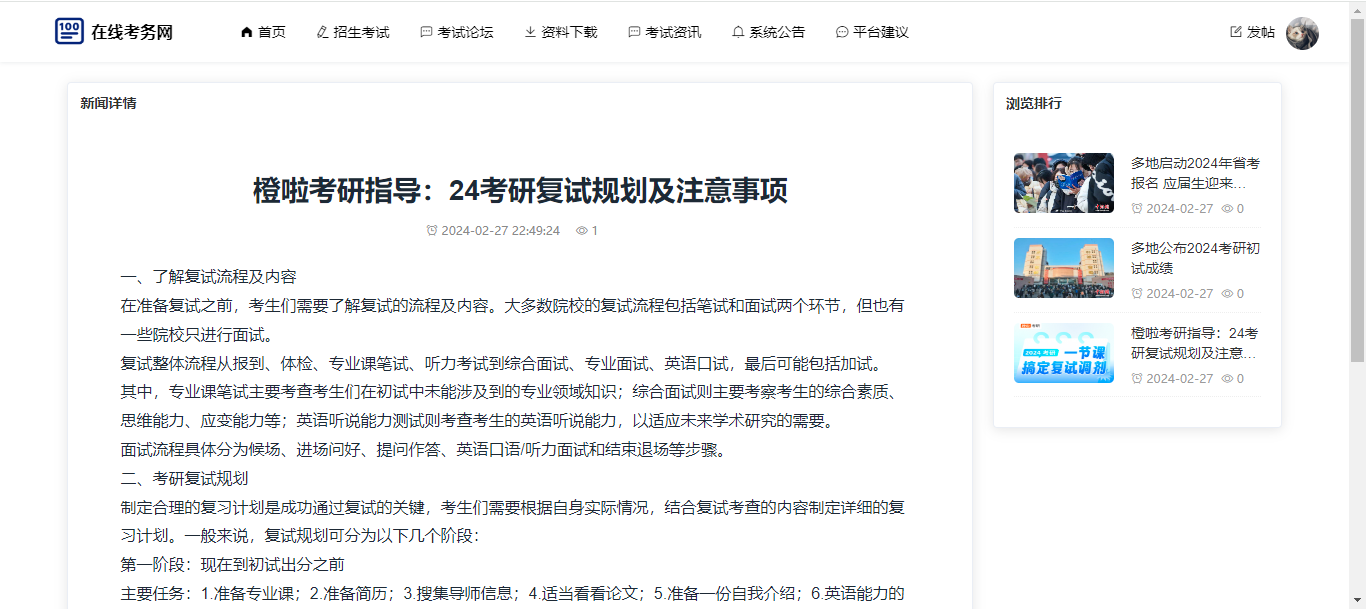 在线考务网
首页
招生考试
考试论坛
资料下载
考试资讯
系统公告
平台建议
发帖
新闻详情
橙啦考研指导：24考研复试规划及注意事项
2024-02-27 22:49:24 1
一、了解复试流程及内容
在准备复试之前，考生们需要了解复试的流程及内容。大多数院校的复试流程包括笔试和面试两个环节，但也有
一些院校只进行面试。
复试整体流程从报到、体检、专业课笔试、听力考试到综合面试、专业面试、英语口试，最后可能包括加试。
其中，专业课笔试主要考查考生们在初试中未能涉及到的专业领域知识；综合面试则主要考察考生的综合素质、
思维能力、应变能力等；英语听说能力测试则考查考生的英语听说能力，以适应未来学术研究的需要。
面试流程具体分为候场、进场问好、提问作答、英语口语/听力面试和结束退场等步骤。
二、考研复试规划
制定合理的复习计划是成功通过复试的关键，考生们需要根据自身实际情况，结合复试考查的内容制定详细的复
习计划。一般来说，复试规划可分为以下几个阶段：
第一阶段：现在到初试出分之前
主要任务：1.准备专业课；2.准备简历；3.搜集导师信息；4.适当看看论文；5.准备一份自我介绍；6.英语能力的
浏览排行
多地启动2024年省考
报名 应届生迎来...
2024-02-27 0
多地公布2024考研初
试成绩
2024-02-27 0
2024 考研 一节课
搞定复试调剂
橙啦考研指导：24考
研复试规划及注意...
2024-02-27 0